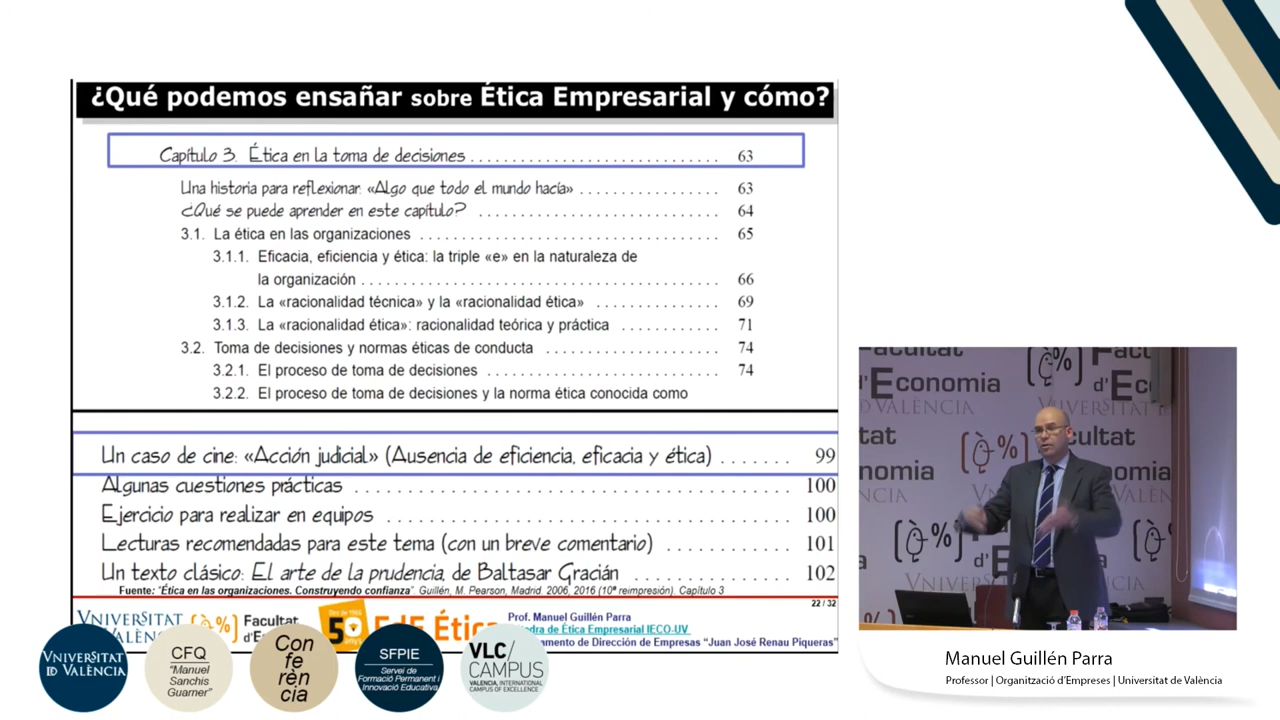 ¿Qué podemos ensañar sobre Ética Empresarial y cómo?
Capítulo 3. Ética en la toma de decisiones . . . . . . . . . . . . . . . . . . . . . . . . . . . . 63
Una historia para reflexionar: «Algo que todo el mundo hacía» . . . . . . . . . . . . . . . . 63
¿Qué se puede aprender en este capítulo? . . . . . . . . . . . . . . . . . . . . . . . . . . . 64
3.1. La ética en las organizaciones . . . . . . . . . . . . . . . . . . . . . . . . . . . . . . . . . 65
3.1.1. Eficacia, eficiencia y ética: la triple «e» en la naturaleza de
la organización . . . . . . . . . . . . . . . . . . . . . . . . . . . . . . . . . . . . . . . . 66
3.1.2. La «racionalidad técnica» y la «racionalidad ética» . . . . . . . . . . . . . . 69
3.1.3. La «racionalidad ética»: racionalidad teórica y práctica . . . . . . . . . . . 71
3.2. Toma de decisiones y normas éticas de conducta . . . . . . . . . . . . . . . . . . . 74
3.2.1. El proceso de toma de decisiones . . . . . . . . . . . . . . . . . . . . . . . . . . 74
3.2.2. El proceso de toma de decisiones y la norma ética conocida como
Un caso de cine: «Acción judicial» (Ausencia de eficiencia, eficacia y ética) . . . . . . . 99
Algunas cuestiones prácticas . . . . . . . . . . . . . . . . . . . . . . . . . . . . . . . . . . . . 100
Ejercicio para realizar en equipos . . . . . . . . . . . . . . . . . . . . . . . . . . . . . . . . . 100
Lecturas recomendadas para este tema (con un breve comentario) . . . . . . . . . . 101
Un texto clásico: El arte de la prudencia, de Baltasar Gracián . . . . . . . . . . . . . 102
Fuente: "Ética en las organizaciones. Construyendo confianza". Guillén, M. Pearson, Madrid. 2006, 2016 (10ª reimpresión). Capítulo 3
22 / 32
VNIVERSITAT
Facultat
50
EdE Ética
Prof. Manuel Guillén Parra
dra de Ética Empresarial IECO-UV
amento de Dirección de Empresas "Juan José Renau Piqueras"
VNIVERSITAT
ID VALÈNCIA
CFQ
"Manuel
Sanchis
Guarner"
Con
fe
rèn
cia
SFPIE
Servei de
Formació Permanent i
Innovació Educativa
VLC/
CAMPUS
VALENCIA, INTERNATIONAL
CAMPUS OF EXCELLENCE
Facultat
d'Economia
Manuel Guillén Parra
Professor | Organització d'Empreses | Universitat de València